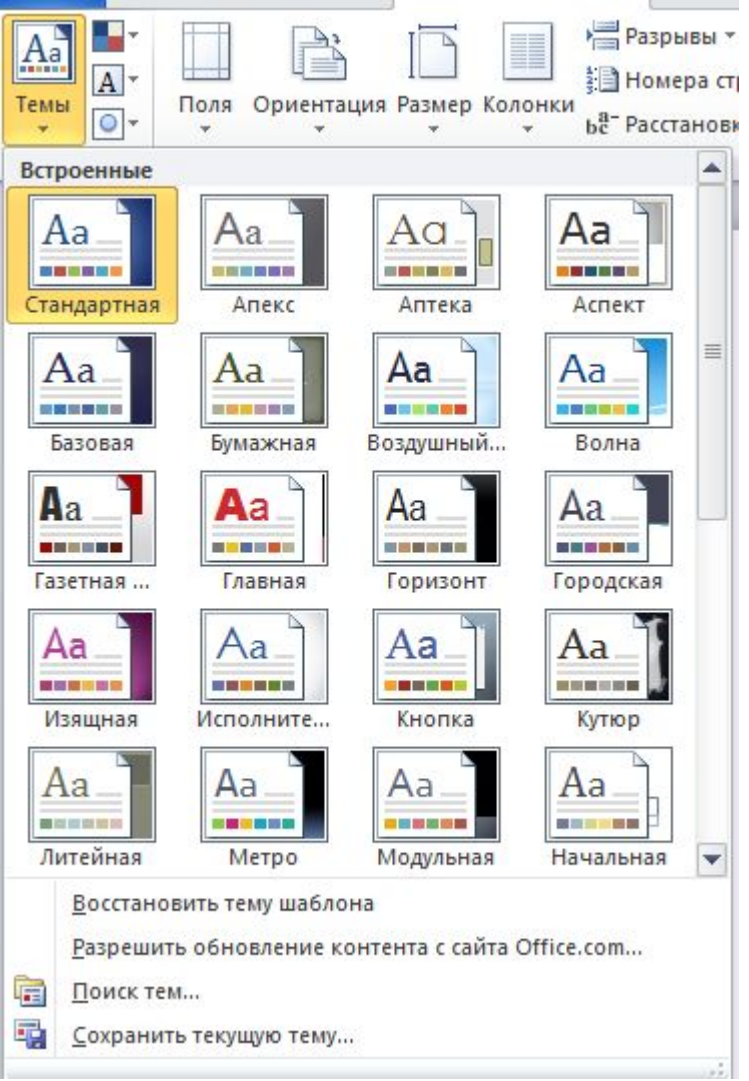 Aa
A
Темы
Поля Ориентация Размер Колонки
Разрывы
Номера ст
Расстановк
Встроенные
Aa Aa Aa Aa
Стандартная Апекс Аптека Аспект
Aa Aa Aa Aa
Базовая Бумажная Воздушный... Волна
Aa Aa Aa Aa
Газетная ... Главная Горизонт Городская
Aa Aa Aa Aa
Изящная Исполните... Кнопка Кутюр
Aa Aa Aa Aa
Литейная Метро Модульная Начальная
Восстановить тему шаблона
Разрешить обновление контента с сайта Office.com...
Поиск тем...
Сохранить текущую тему...